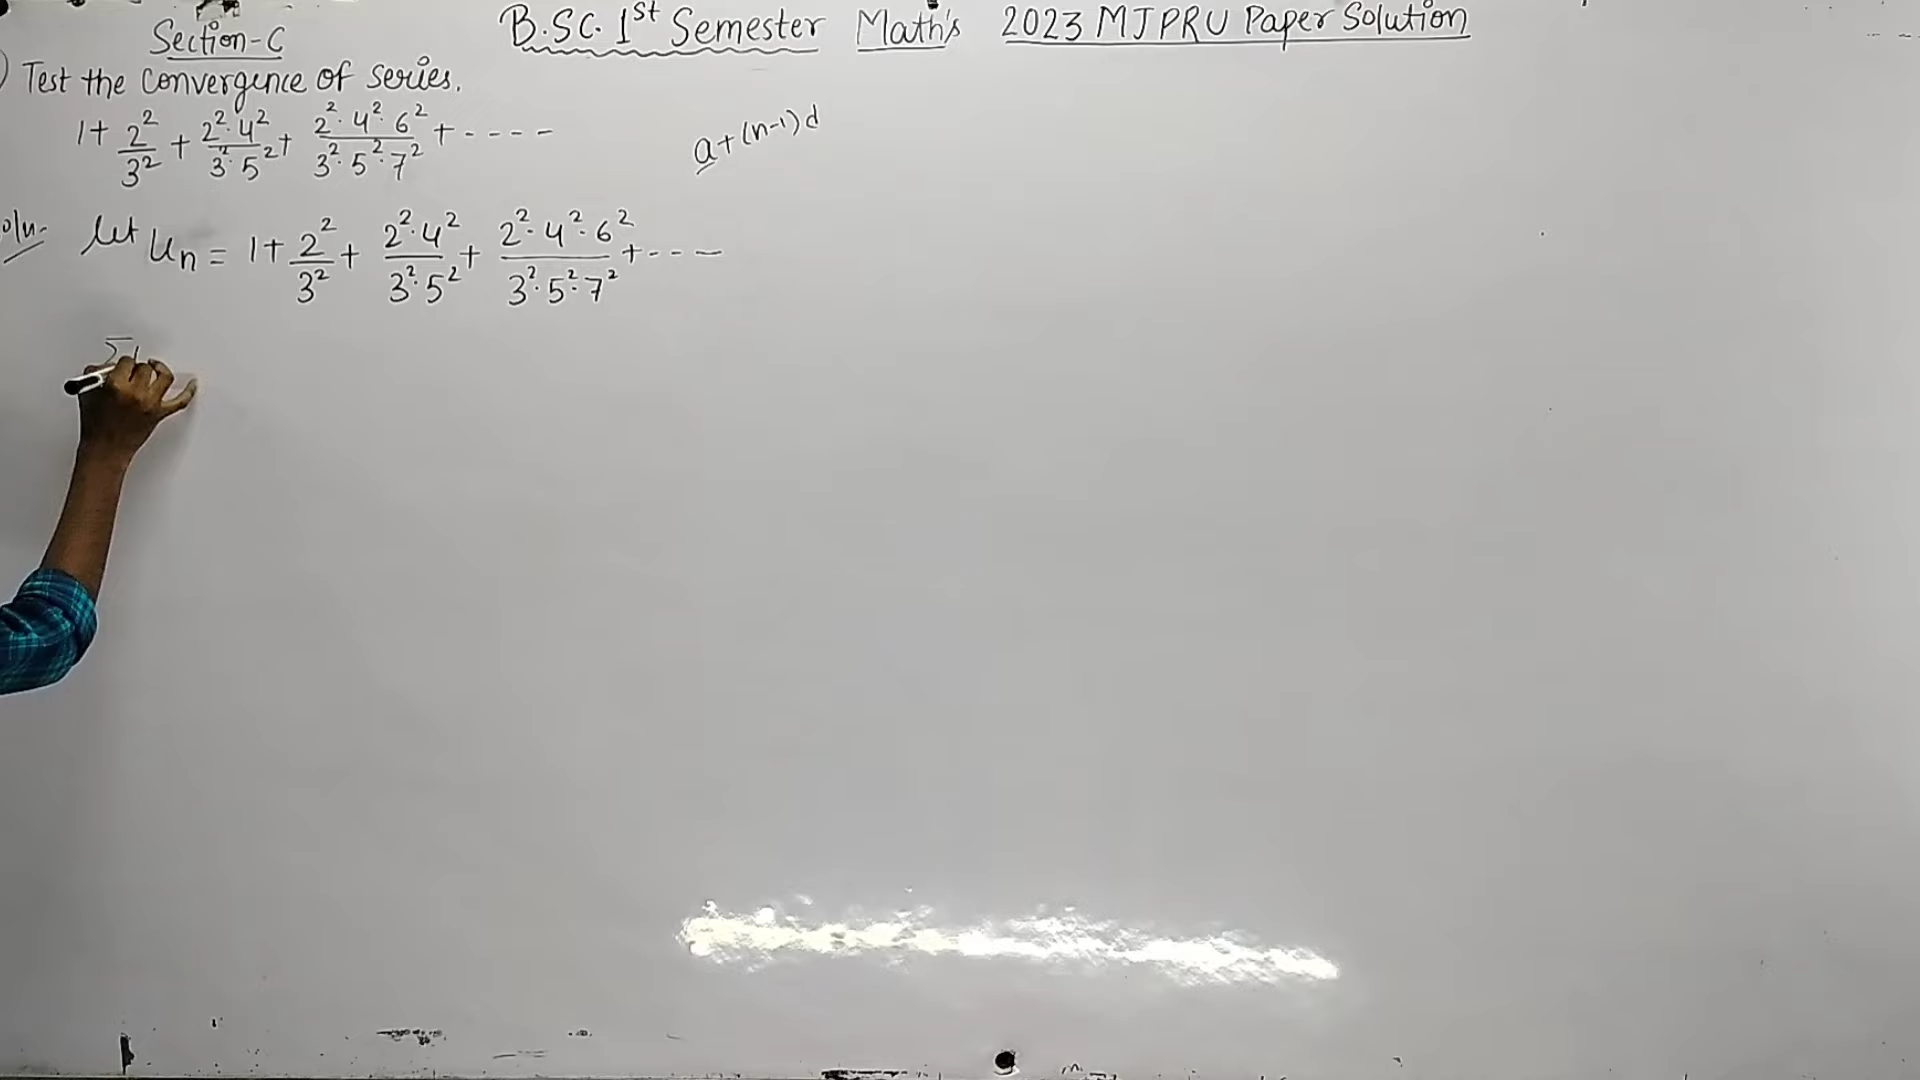 B.Sc. 1st Semester Math's 2023 MJPRU Paper Solution
Section-C
) Test the convergence of series.
1 + 2²/3² + 2²·4²/3²·5² + 2²·4²·6²/3²·5²·7² + ----
a+(n-1)d
Soln- let Un = 1 + 2²/3² + 2²·4²/3²·5² + 2²·4²·6²/3²·5²·7² + ---
Σ